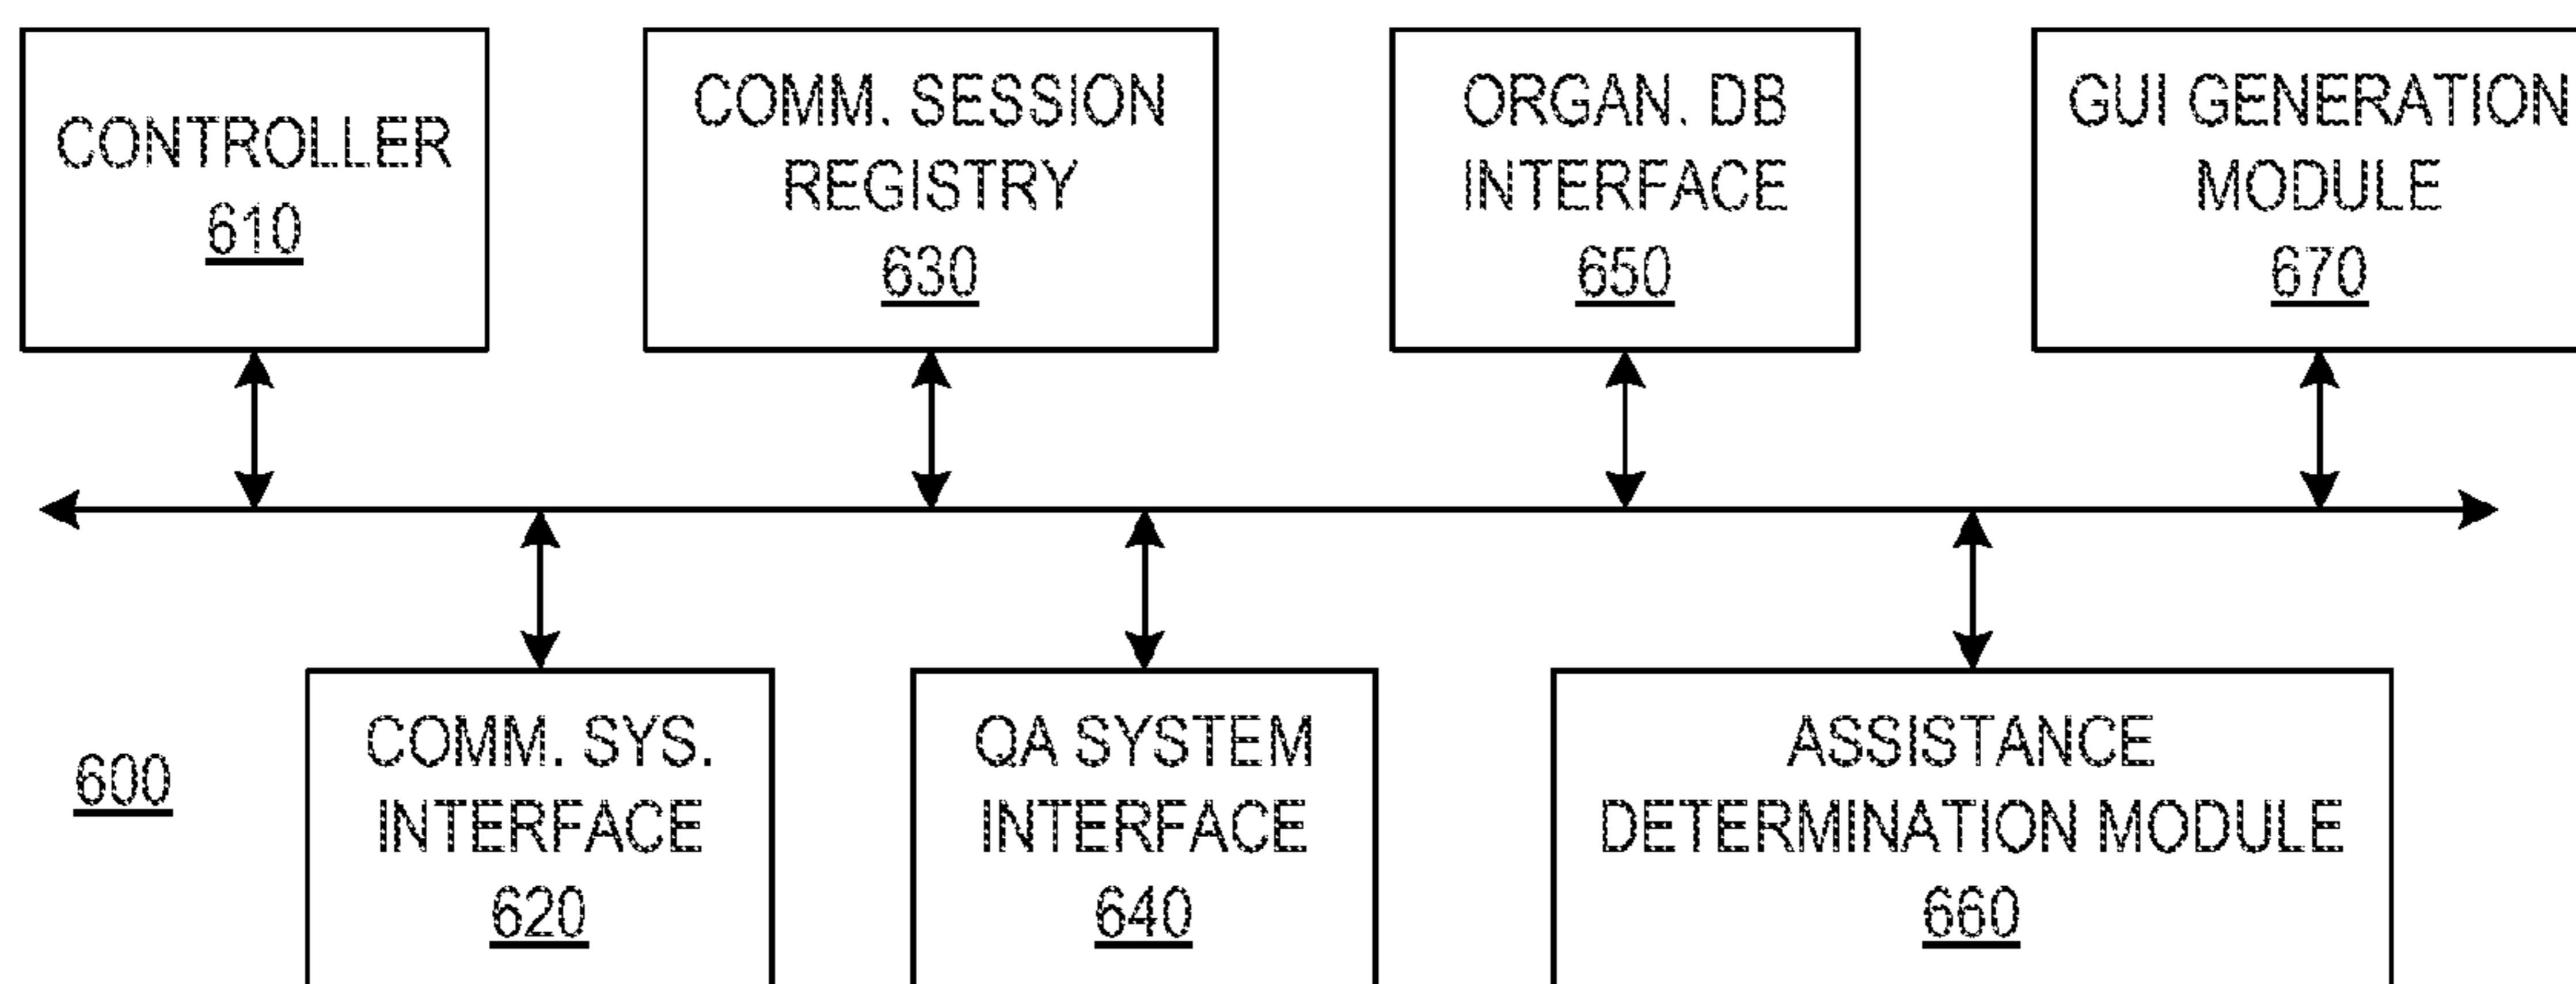 CONTROLLER
610
COMM. SESSION
REGISTRY
630
ORGAN. DB
INTERFACE
650
GUI GENERATION
MODULE
670
600
COMM. SYS.
INTERFACE
620
QA SYSTEM
INTERFACE
640
ASSISTANCE
DETERMINATION MODULE
660